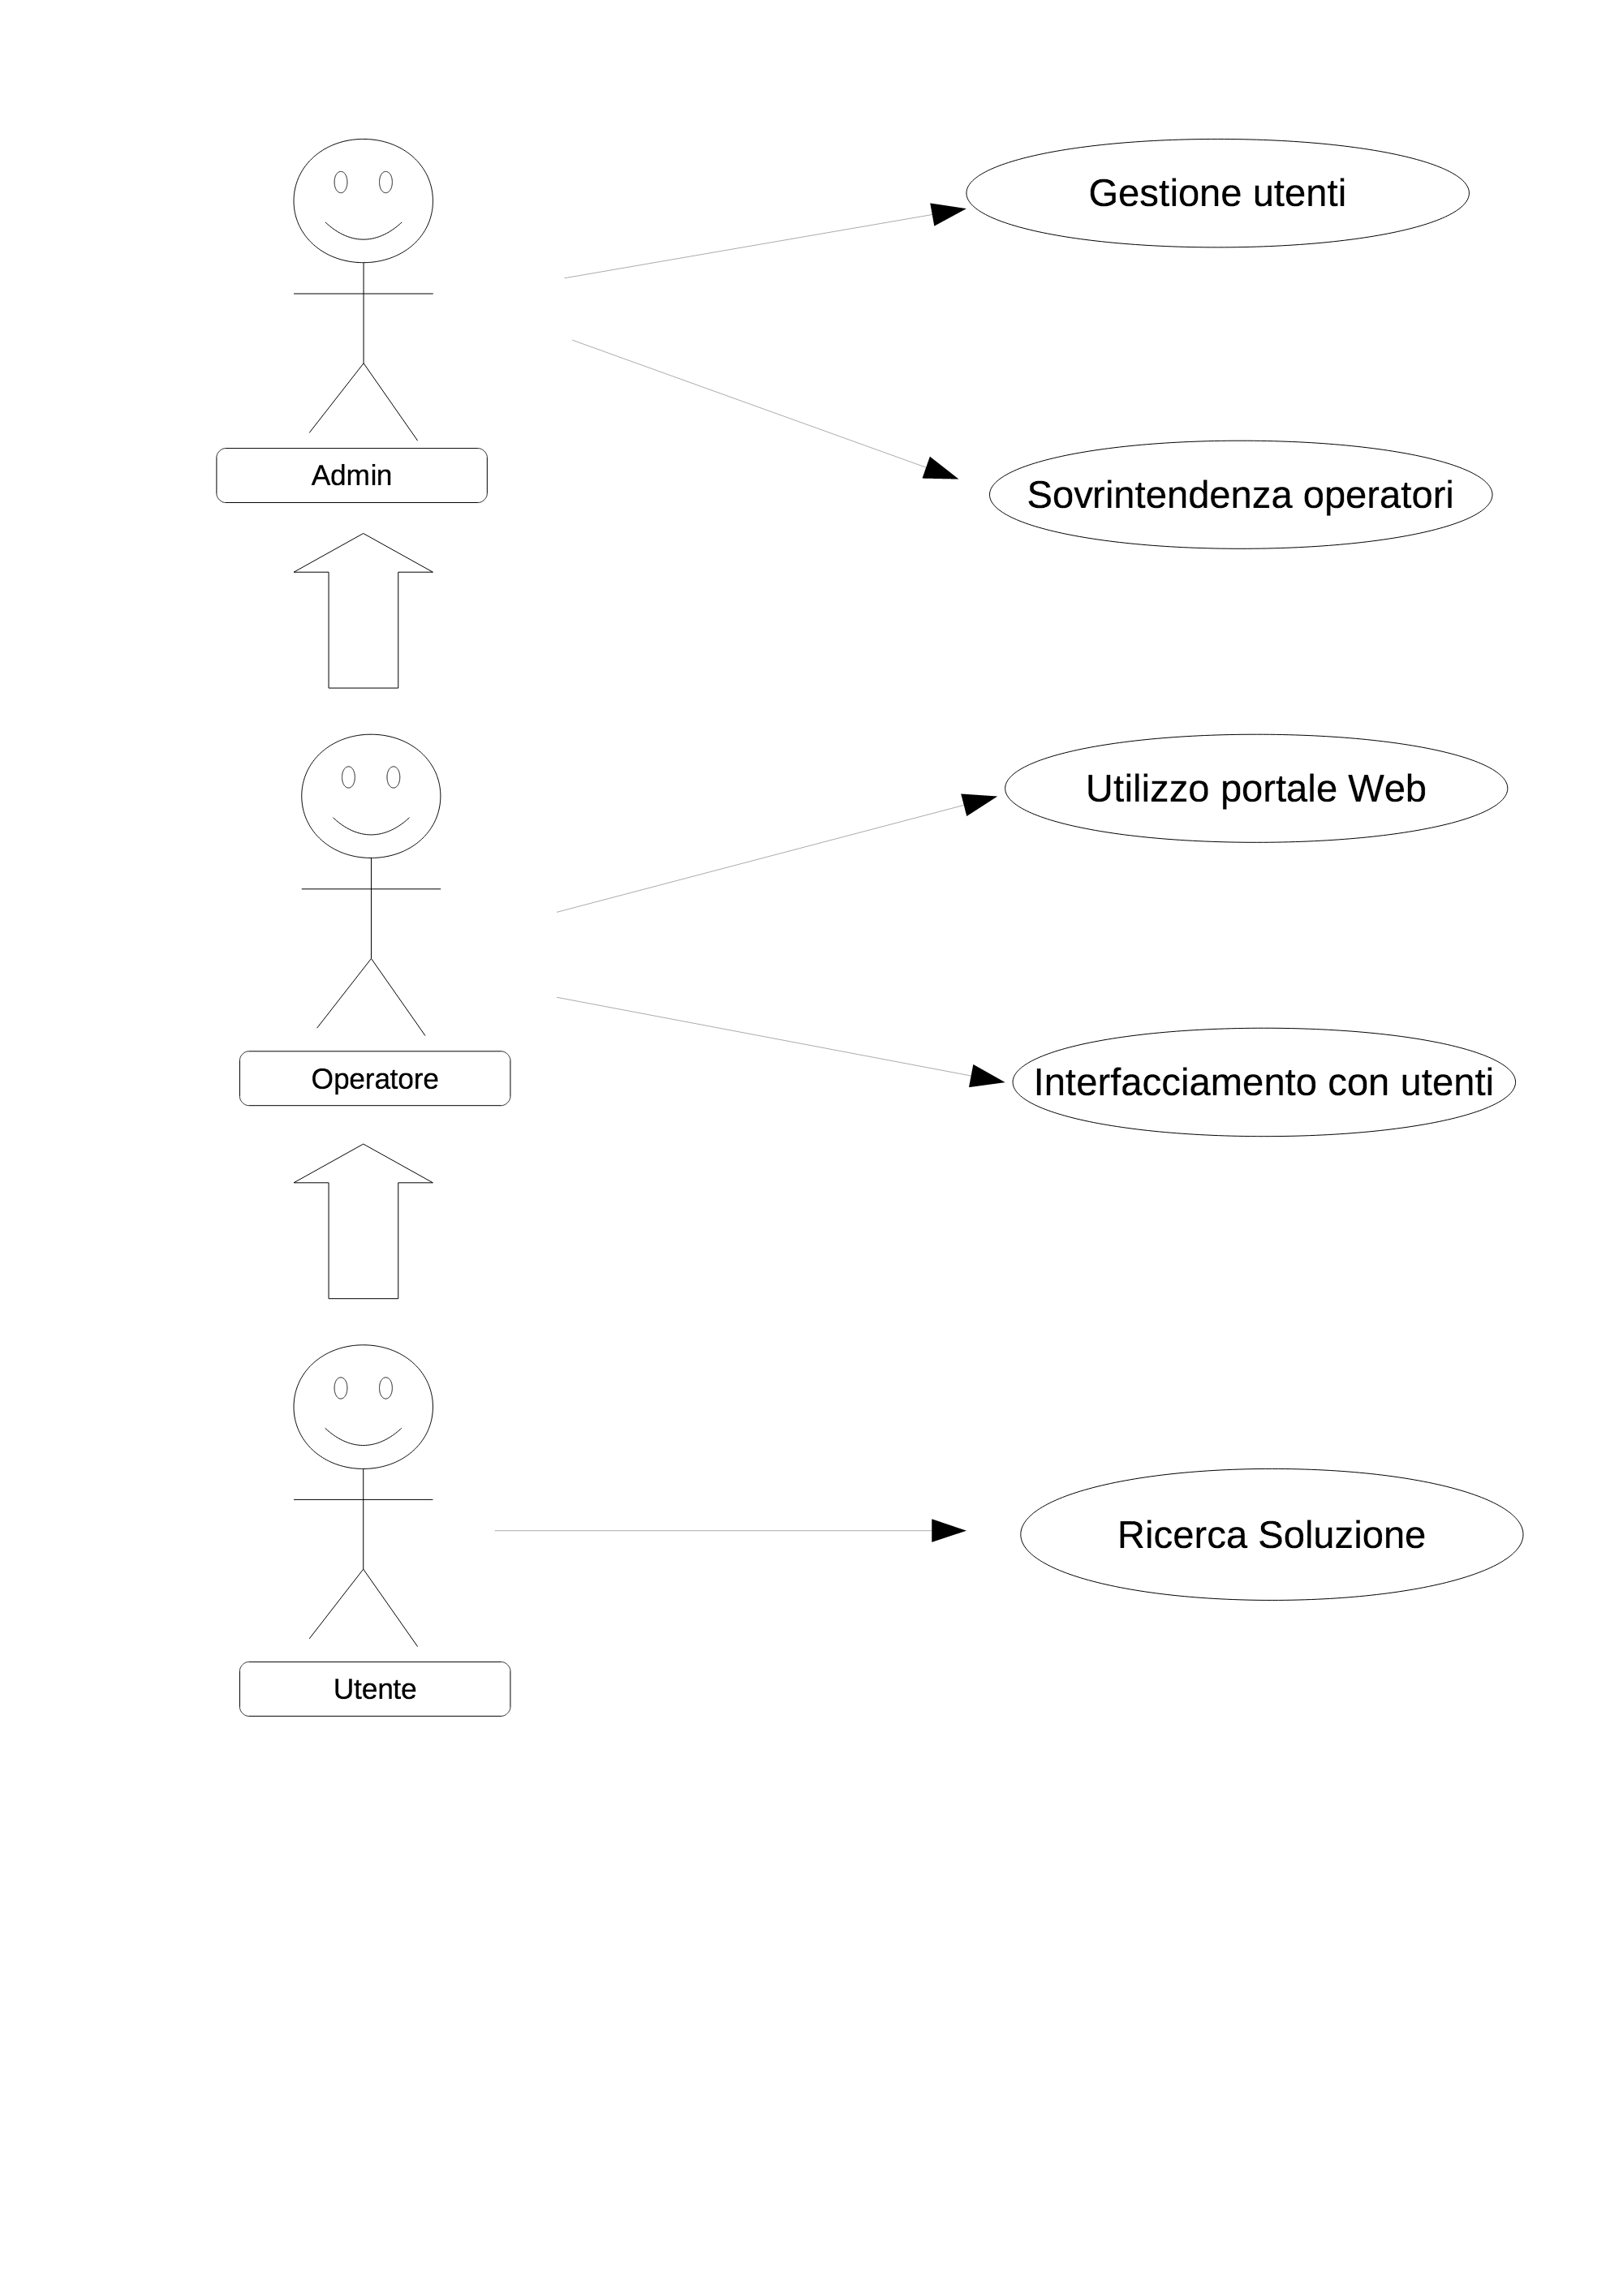 Gestione utenti
Sovrintendenza operatori
Admin
Utilizzo portale Web
Interfacciamento con utenti
Operatore
Ricerca Soluzione
Utente